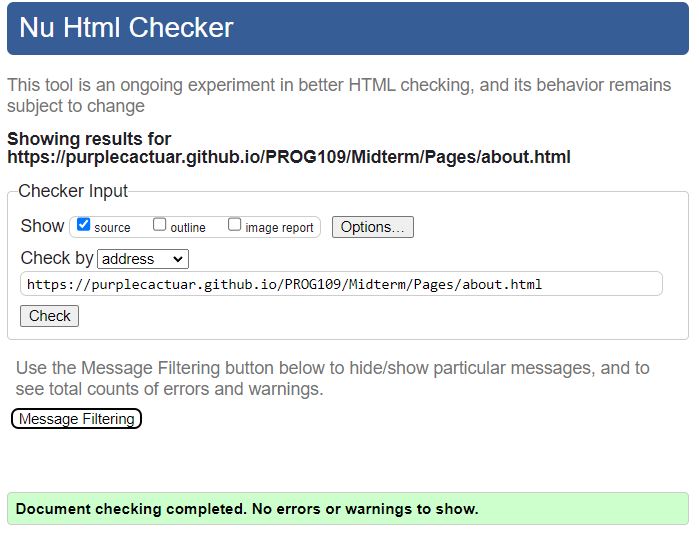 Nu Html Checker
This tool is an ongoing experiment in better HTML checking, and its behavior remains
subject to change
Showing results for
https://purplecactuar.github.io/PROG109/Midterm/Pages/about.html
Checker Input
Show source outline image report Options...
Check by address
https://purplecactuar.github.io/PROG109/Midterm/Pages/about.html
Check
Use the Message Filtering button below to hide/show particular messages, and to
see total counts of errors and warnings.
Message Filtering
Document checking completed. No errors or warnings to show.